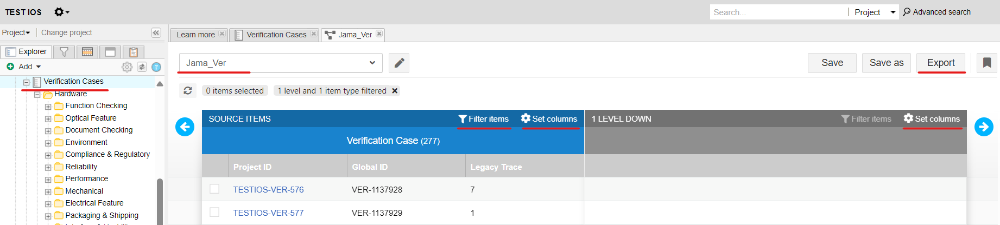 TEST IOS
Search...
Project
Advanced search
Project
Change project
Learn more
Verification Cases
Jama_Ver
Explorer
Add
Verification Cases
Hardware
Function Checking
Optical Feature
Document Checking
Environment
Compliance & Regulatory
Reliability
Performance
Mechanical
Electrical Feature
Packaging & Shipping
Jama_Ver
Save
Save as
Export
0 items selected
1 level and 1 item type filtered
SOURCE ITEMS
Filter items
Set columns
1 LEVEL DOWN
Filter items
Set columns
Verification Case (277)
Project ID
Global ID
Legacy Trace
TESTIOS-VER-576
VER-1137928
7
TESTIOS-VER-577
VER-1137929
1